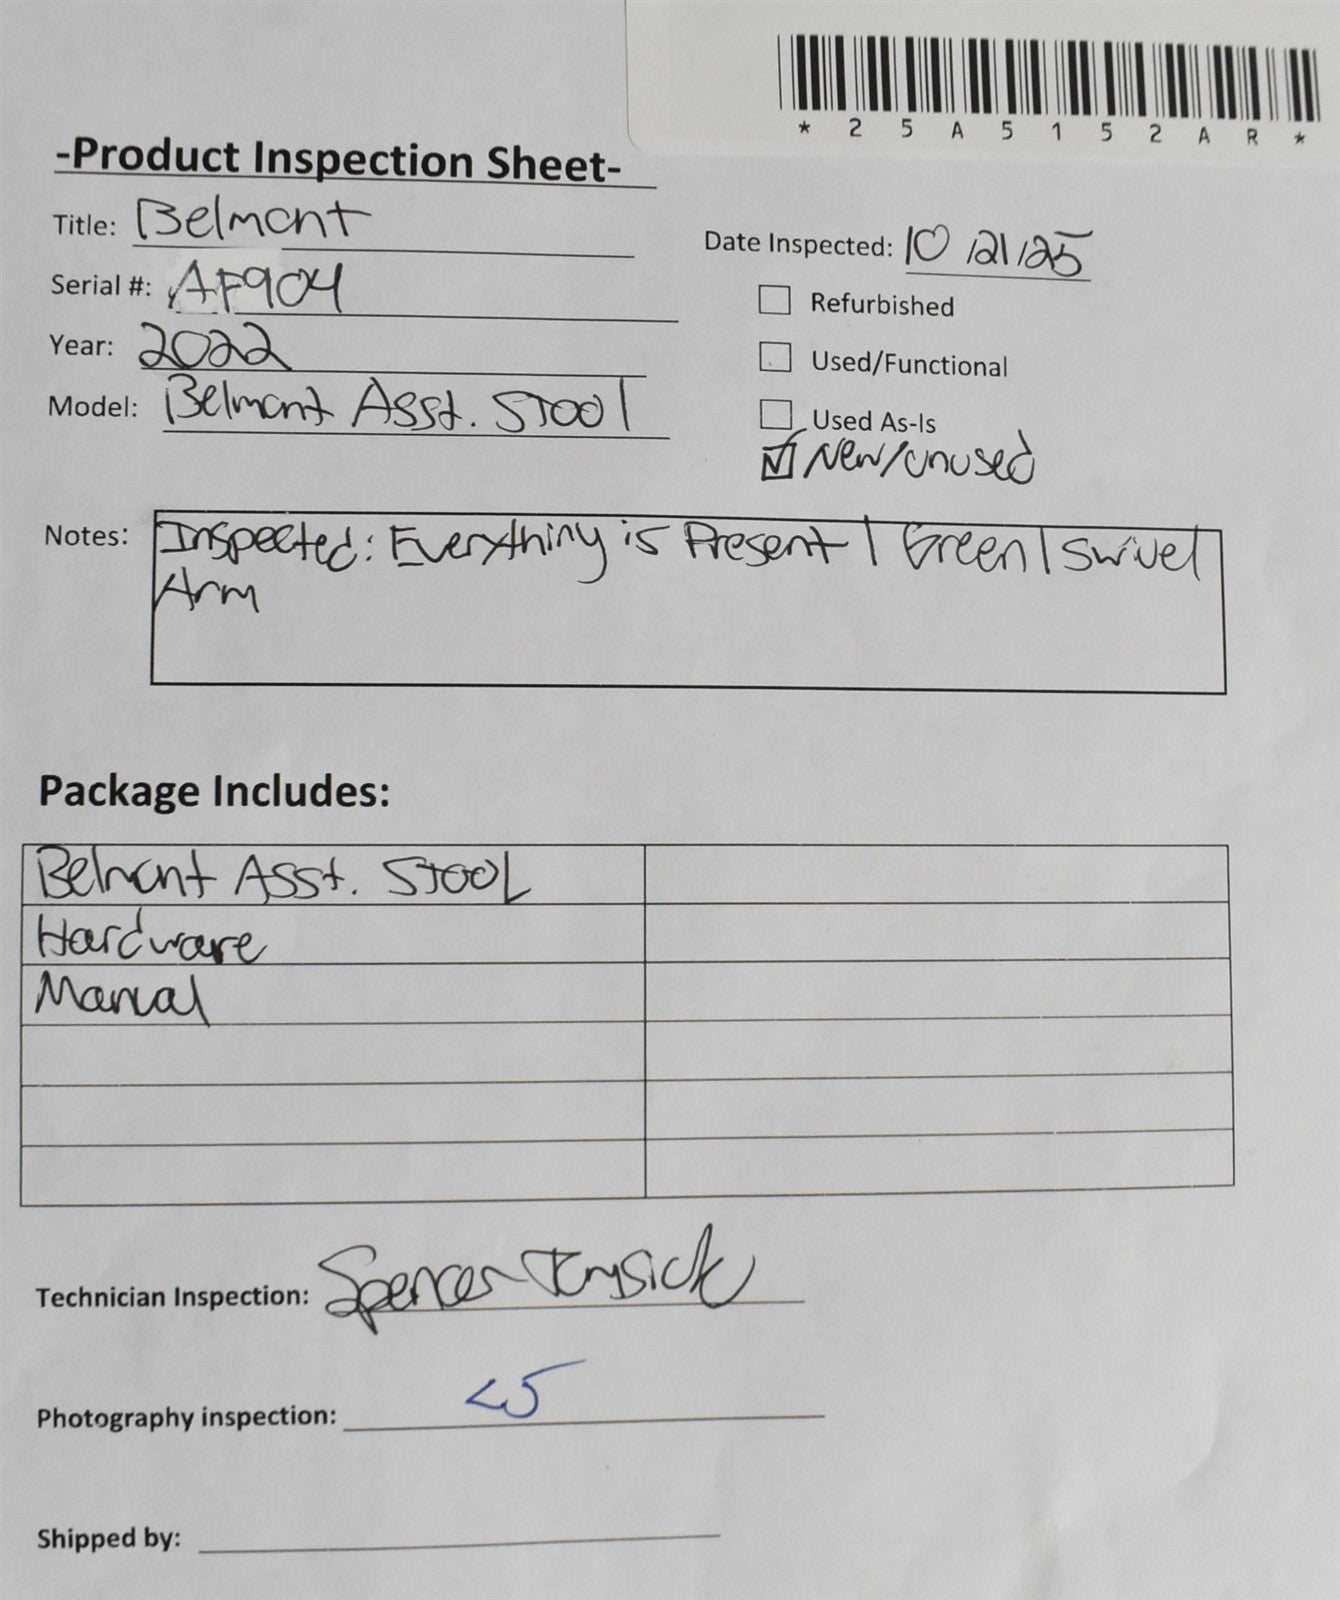 *25A5152AR*
-Product Inspection Sheet-
Title: Belmont
Date Inspected: 10/21/25
Serial #: AF904
Refurbished
Year: 2022
Used/Functional
Model: Belmont Asst. STOOl
Used As-Is
New/unused
Notes: Inspected: Everything is Present | Green | Swivel
Arm
Package Includes:
Belmont Asst. STOOL
Hardware
Manual
Technician Inspection: Spencer
Photography inspection:
Shipped by: